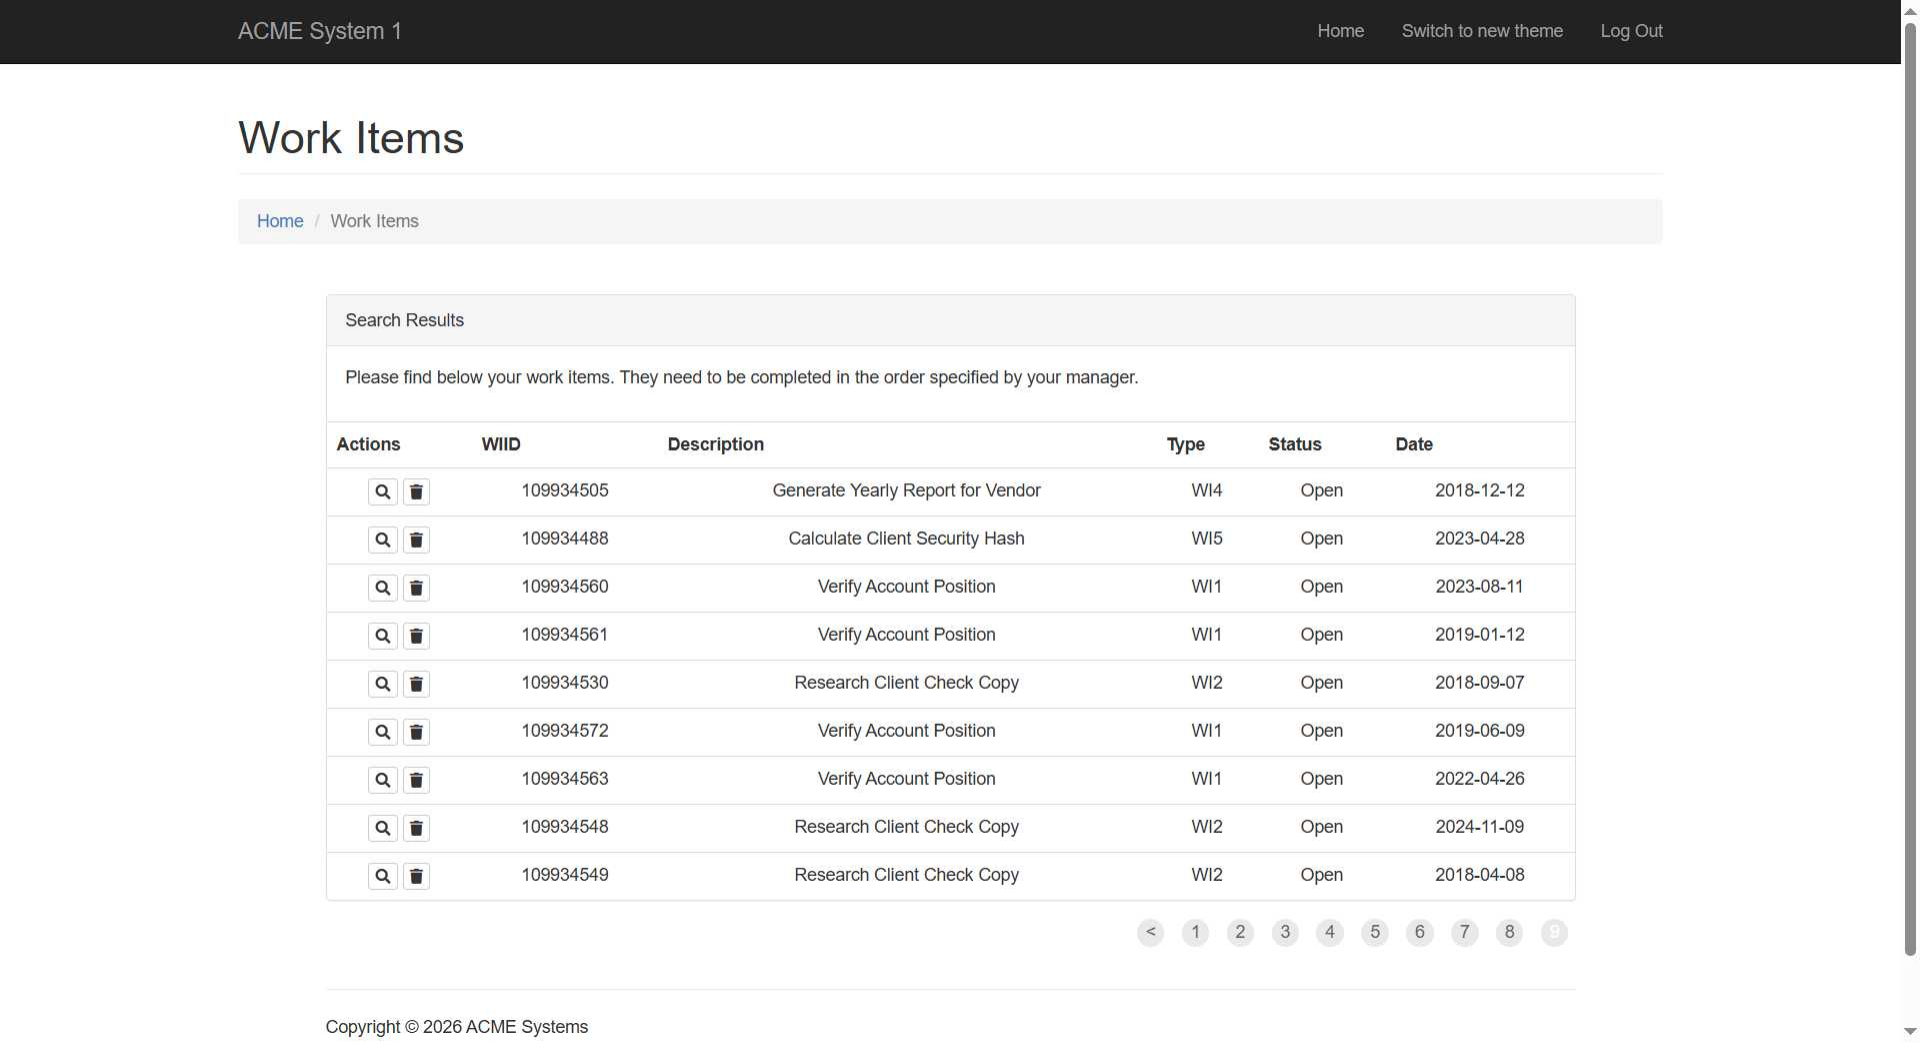 ACME System 1 Home Switch to new theme Log Out
Work Items
Home / Work Items
Search Results
Please find below your work items. They need to be completed in the order specified by your manager.
Actions WIID Description Type Status Date
109934505 Generate Yearly Report for Vendor WI4 Open 2018-12-12
109934488 Calculate Client Security Hash WI5 Open 2023-04-28
109934560 Verify Account Position WI1 Open 2023-08-11
109934561 Verify Account Position WI1 Open 2019-01-12
109934530 Research Client Check Copy WI2 Open 2018-09-07
109934572 Verify Account Position WI1 Open 2019-06-09
109934563 Verify Account Position WI1 Open 2022-04-26
109934548 Research Client Check Copy WI2 Open 2024-11-09
109934549 Research Client Check Copy WI2 Open 2018-04-08
< 1 2 3 4 5 6 7 8 9
Copyright © 2026 ACME Systems